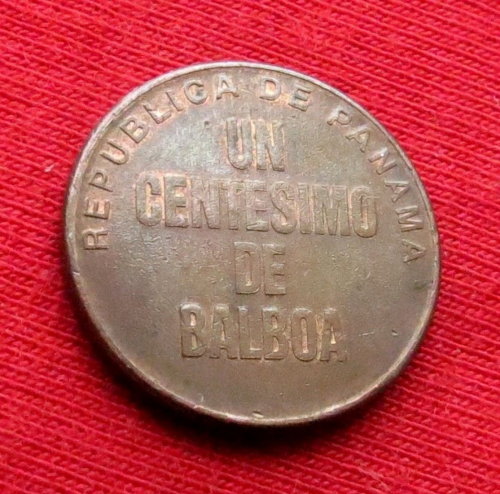 REPUBLICA DE PANAMA
UN
CENTESIMO
DE
BALBOA